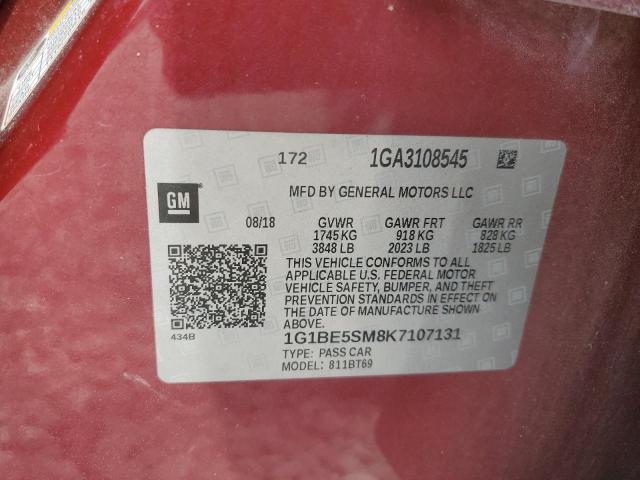 172 1GA3108545
MFD BY GENERAL MOTORS LLC
GM
08/18 GVWR GAWR FRT GAWR RR
1745 KG 918 KG 828 KG
3848 LB 2023 LB 1825 LB
THIS VEHICLE CONFORMS TO ALL
APPLICABLE U.S. FEDERAL MOTOR
VEHICLE SAFETY, BUMPER, AND THEFT
PREVENTION STANDARDS IN EFFECT ON
THE DATE OF MANUFACTURE SHOWN
ABOVE.
434B
1G1BE5SM8K7107131
TYPE: PASS CAR
MODEL: 811BT69